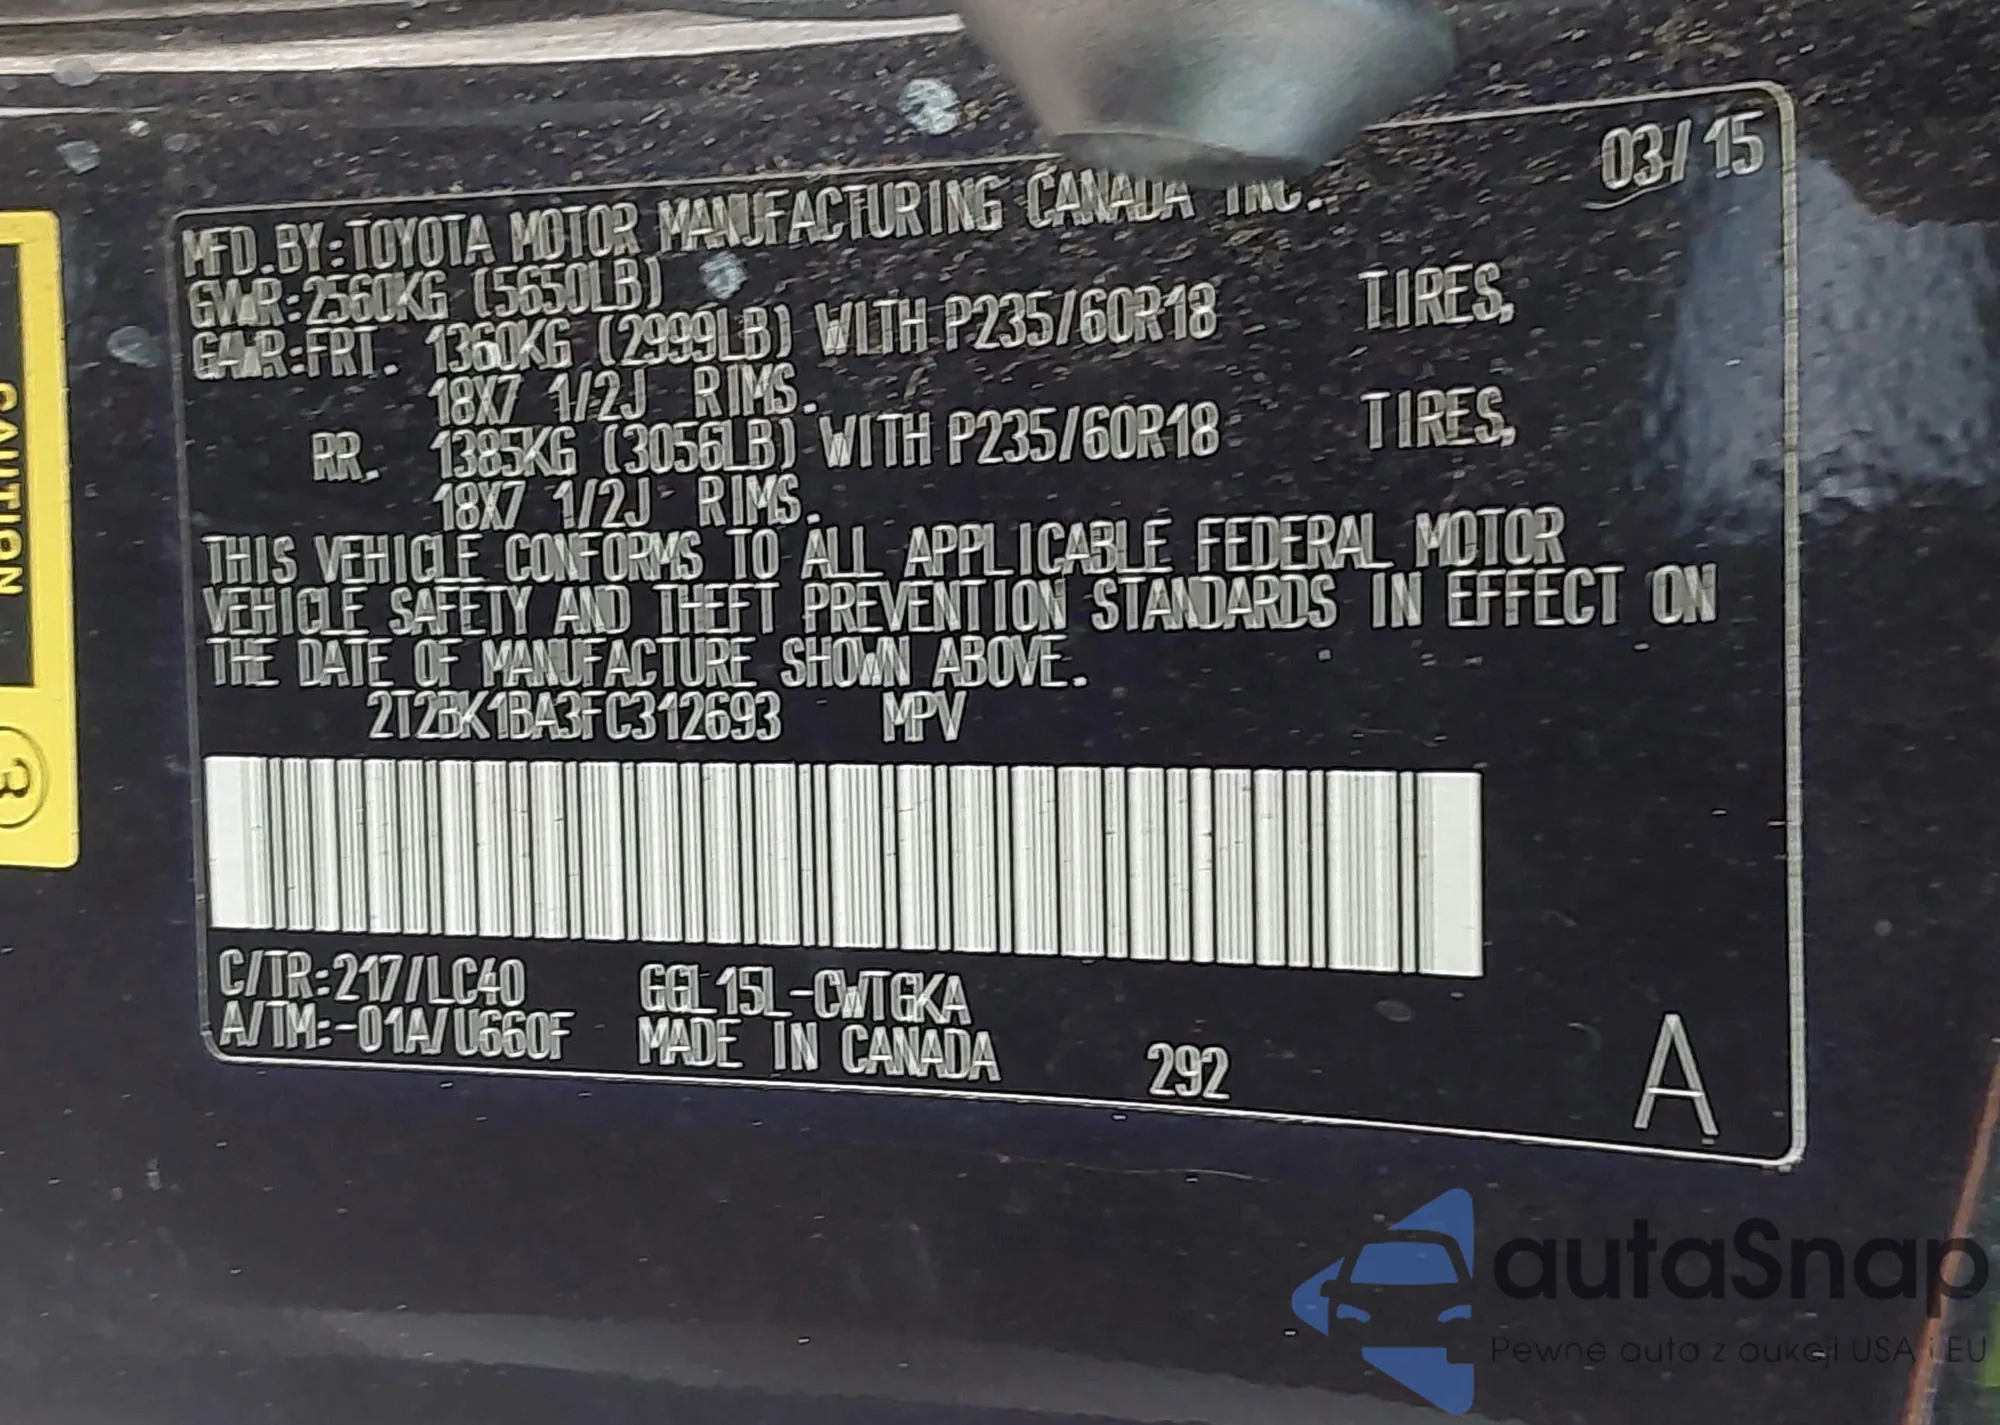 03/15
MFD.BY:TOYOTA MOTOR MANUFACTURING CANADA INC.
GVWR:2560KG (5650LB)
GAWR:FRT. 1360KG (2999LB) WITH P235/60R18 TIRES,
18X7 1/2J RIMS.
RR. 1385KG (3056LB) WITH P235/60R18 TIRES,
18X7 1/2J RIMS.
THIS VEHICLE CONFORMS TO ALL APPLICABLE FEDERAL MOTOR
VEHICLE SAFETY AND THEFT PREVENTION STANDARDS IN EFFECT ON
THE DATE OF MANUFACTURE SHOWN ABOVE.
2T2BK1BA3FC312693 MPV
C/TR:217/LC40 GGL15L-CWTGKA
A/TM:-01A/U660F MADE IN CANADA 292 A
CAUTION
3
autaSnap
Pewne auta z aukcji USA i EU